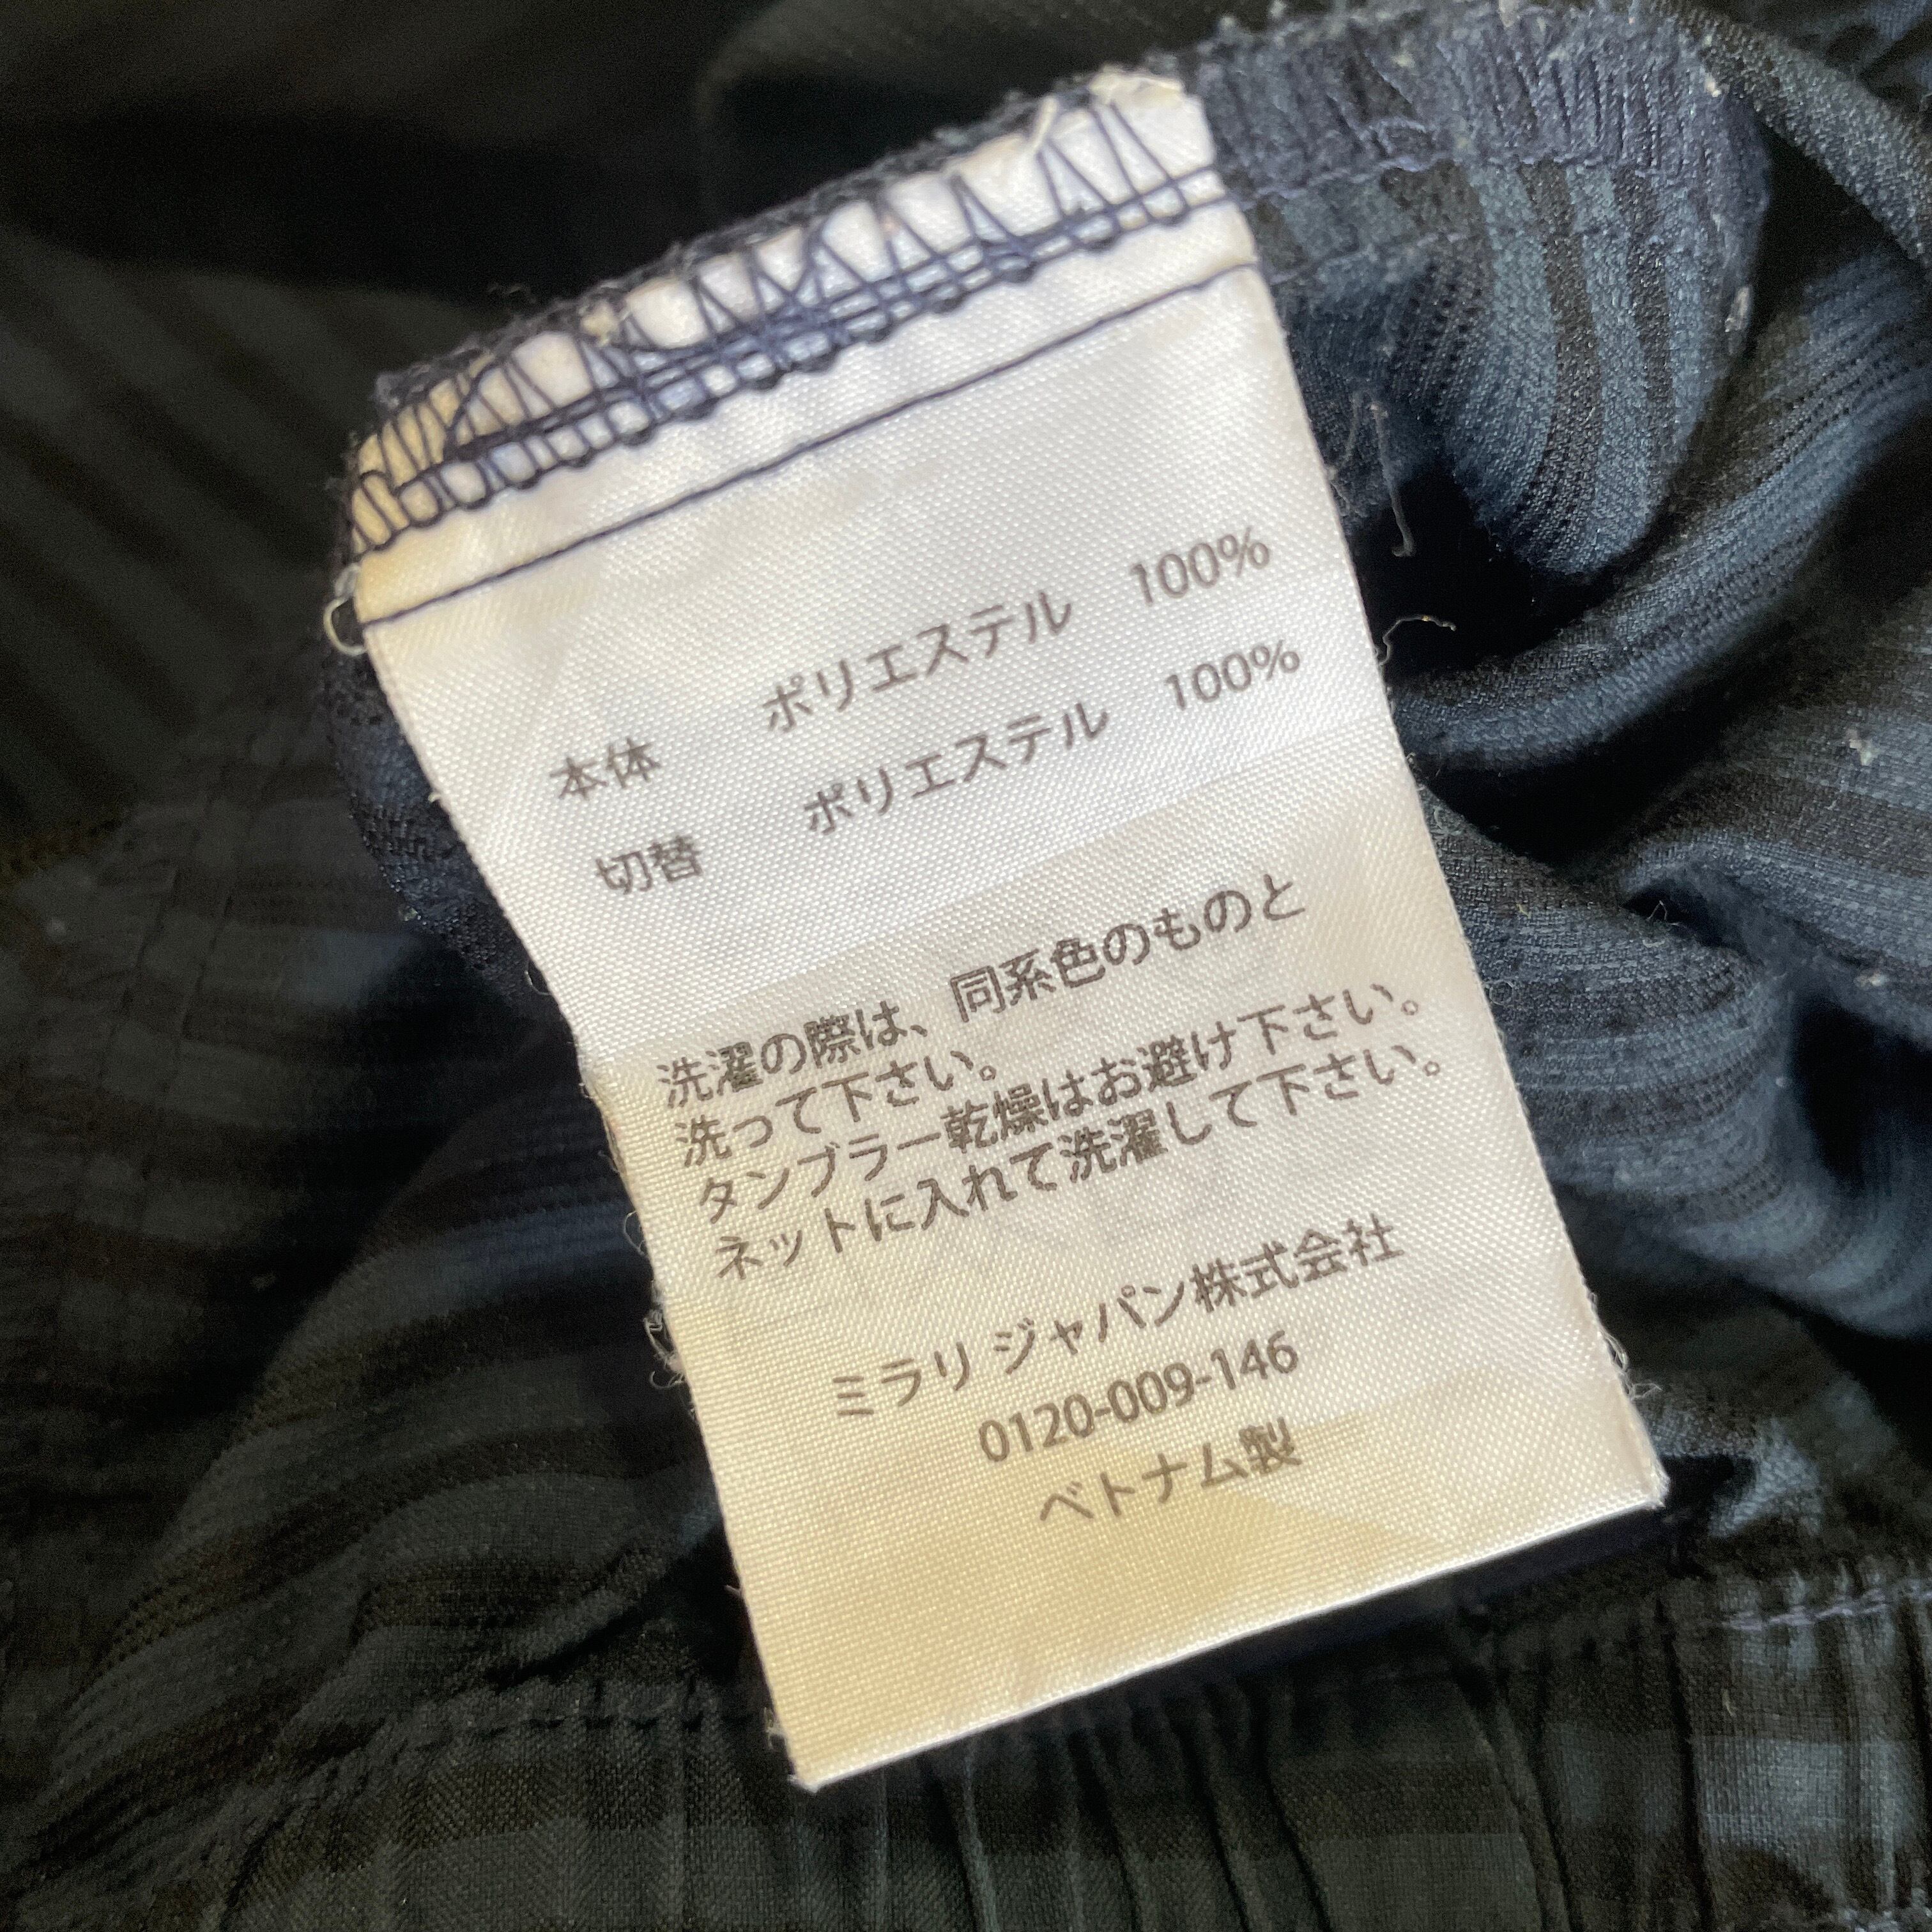 本体 ポリエステル 100%
切替 ポリエステル 100%
洗濯の際は、同系色のものと
洗って下さい。
タンブラー乾燥はお避け下さい。
ネットに入れて洗濯して下さい。
ミラリ ジャパン株式会社
0120-009-146
ベトナム製